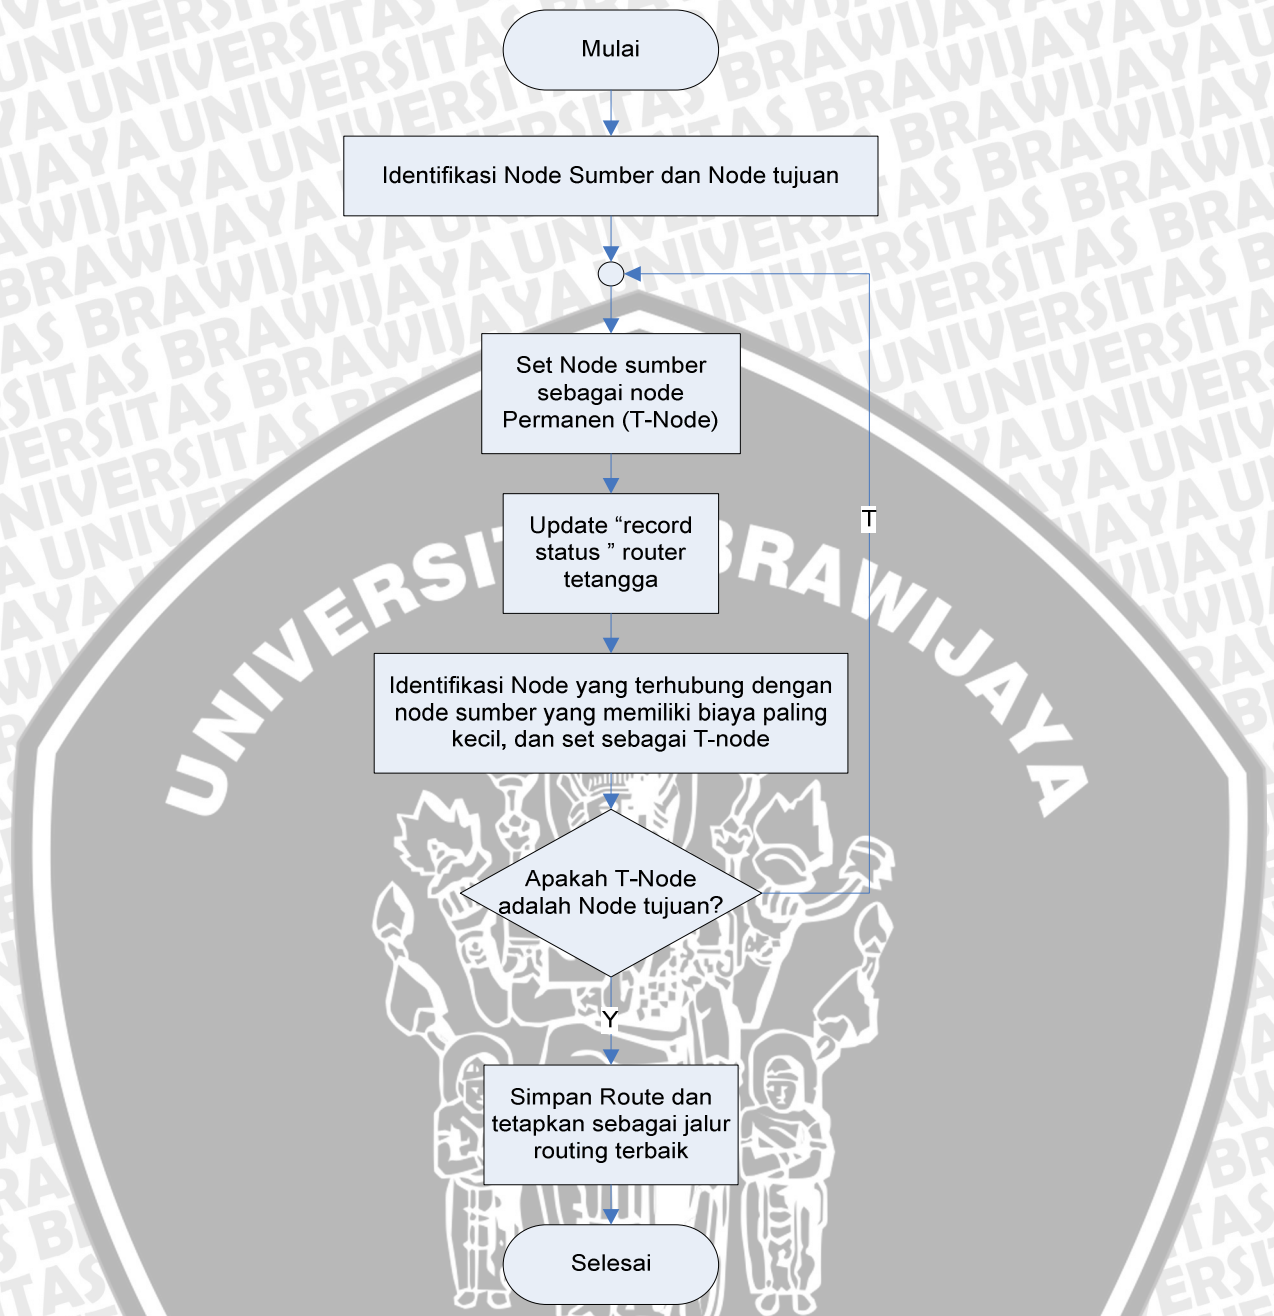 Mulai
Identifikasi Node Sumber dan Node tujuan
Set Node sumber
sebagai node
Permanen (T-Node)
T
Update “record
status ” router
tetangga
UNIVERSIT BRAWIJAYA
Identifikasi Node yang terhubung dengan
node sumber yang memiliki biaya paling
kecil, dan set sebagai T-node
Apakah T-Node
adalah Node tujuan?
Y
Simpan Route dan
tetapkan sebagai jalur
routing terbaik
Selesai